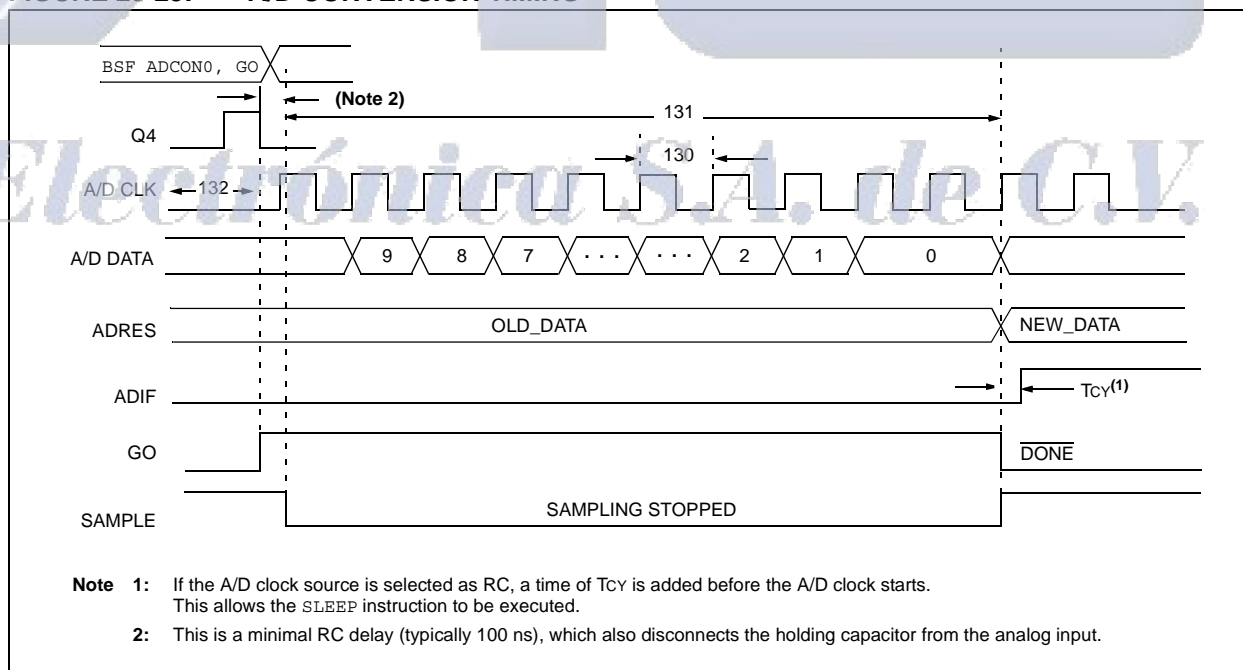 BSF ADCON0, GO
(Note 2)
131
Q4
130
A/D CLK
132
Electrónica S.A. de C.V.
A/D DATA
9 8 7 . . . . . . 2 1 0
ADRES
OLD_DATA
NEW_DATA
ADIF
TCY(1)
GO
DONE
SAMPLE
SAMPLING STOPPED
Note 1: If the A/D clock source is selected as RC, a time of TCY is added before the A/D clock starts.
This allows the SLEEP instruction to be executed.
2: This is a minimal RC delay (typically 100 ns), which also disconnects the holding capacitor from the analog input.